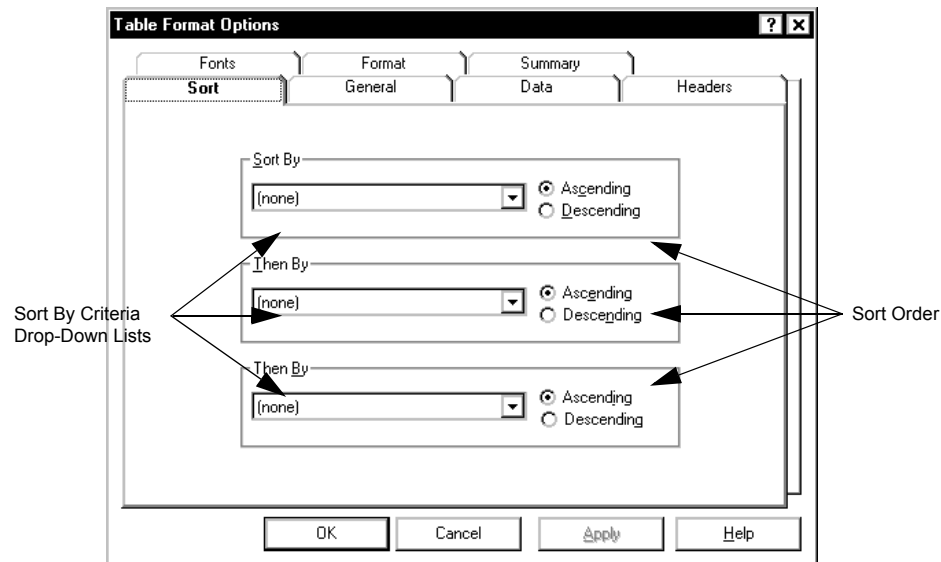 Table Format Options
Fonts Format Summary
Sort General Data Headers
Sort By
(none)
Ascending
Descending
Then By
(none)
Ascending
Descending
Then By
(none)
Ascending
Descending
Sort By Criteria
Drop-Down Lists
Sort Order
OK Cancel Apply Help